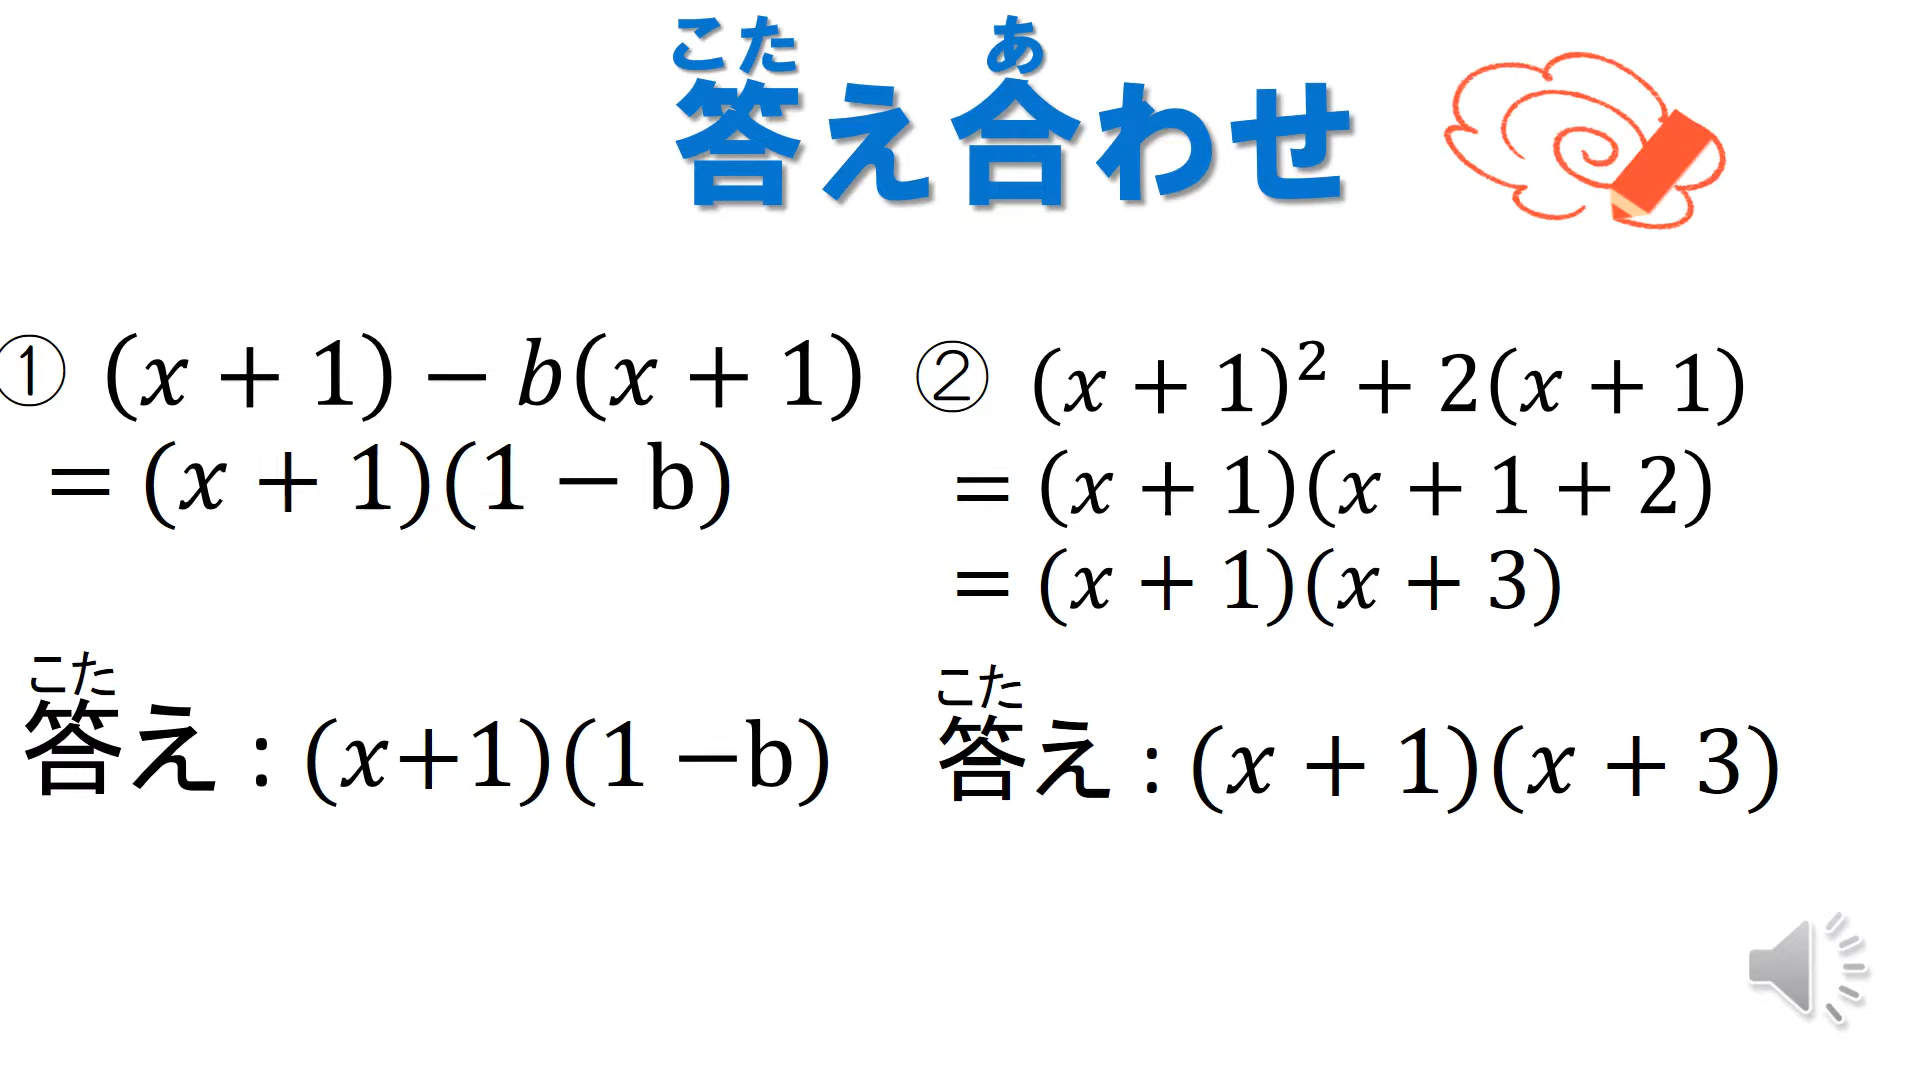 こた あ
答え合わせ
① (x + 1) − b(x + 1)
= (x + 1)(1 − b)
こた
答え : (x+1)(1 −b)
② (x + 1)² + 2(x + 1)
= (x + 1)(x + 1 + 2)
= (x + 1)(x + 3)
こた
答え : (x + 1)(x + 3)